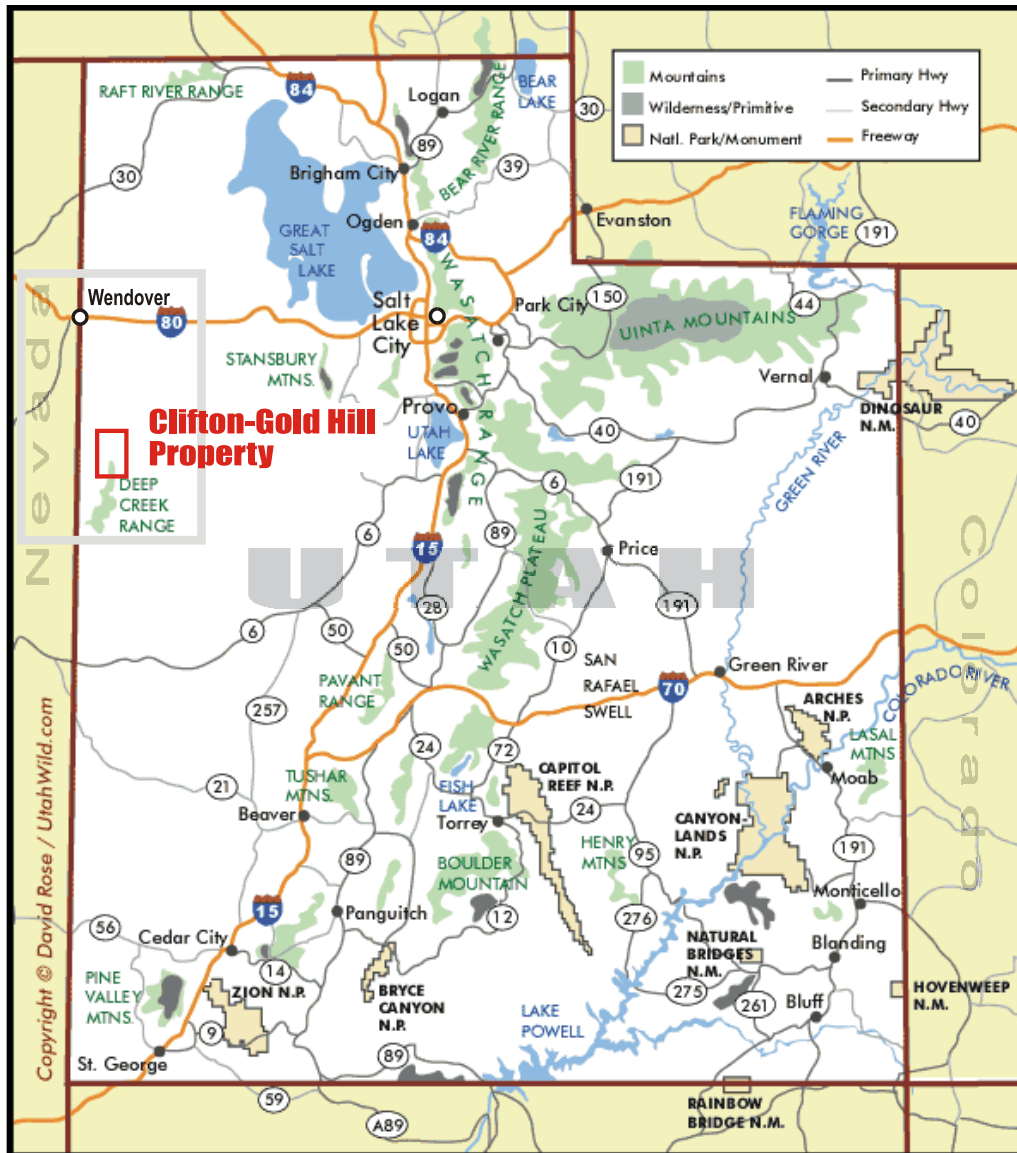 RAFT RIVER RANGE
84
Logan
BEAR
LAKE
30
Mountains
Wilderness/Primitive
Natl. Park/Monument
Primary Hwy
Secondary Hwy
Freeway
89
BEAR RIVER RANGE
39
30
Brigham City
Ogden
84
Evanston
FLAMING
GORGE
191
GREAT
SALT
LAKE
WASATCH RANGE
Nevada
Wendover
80
Salt
Lake
City
Park City
150
44
UINTA MOUNTAINS
STANSBURY
MTNS.
Vernal
DINOSAUR
N.M.
40
Clifton-Gold Hill
Property
Provo
UTAH
LAKE
40
191
GREEN RIVER
DEEP
CREEK
RANGE
6
6
89
15
UTAH
Price
191
Colorado
WASATCH PLATEAU
28
6
50
50
10
SAN
RAFAEL
SWELL
Green River
70
COLORADO RIVER
PAVANT
RANGE
257
ARCHES
N.P.
LASAL
MTNS
Moab
24
72
CAPITOL
REEF N.P.
21
TUSHAR
MTNS.
Beaver
FISH
LAKE
Torrey
24
CANYON-
LANDS
N.P.
HENRY
MTNS
95
191
89
BOULDER
MOUNTAIN
Monticello
15
Panguitch
12
276
56
Cedar City
14
NATURAL
BRIDGES
N.M.
Blanding
PINE
VALLEY
MTNS.
ZION N.P.
BRYCE
CANYON
N.P.
275
261
Bluff
HOVENWEEP
N.M.
LAKE
POWELL
9
St. George
89
59
A89
RAINBOW
BRIDGE N.M.
Copyright © David Rose / UtahWild.com